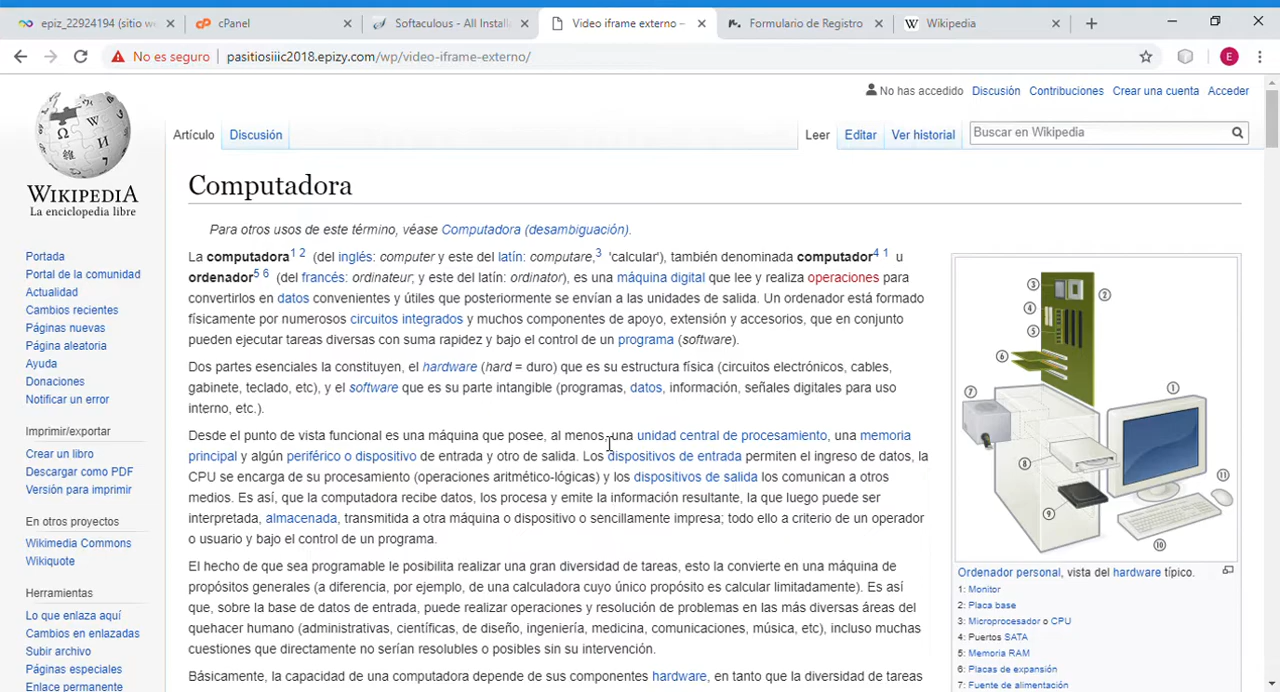 epiz_22924194 (sitio w
cPanel
Softaculous - All Install
Video iframe externo –
Formulario de Registro
Wikipedia
No es seguro
pasitiosiiic2018.epizy.com/wp/video-iframe-externo/
E
No has accedido Discusión Contribuciones Crear una cuenta Acceder
Artículo Discusión Leer Editar Ver historial Buscar en Wikipedia
WIKIPEDIA
La enciclopedia libre
Portada
Portal de la comunidad
Actualidad
Cambios recientes
Páginas nuevas
Página aleatoria
Ayuda
Donaciones
Notificar un error
Imprimir/exportar
Crear un libro
Descargar como PDF
Versión para imprimir
En otros proyectos
Wikimedia Commons
Wikiquote
Herramientas
Lo que enlaza aquí
Cambios en enlazadas
Subir archivo
Páginas especiales
Enlace permanente
Computadora
Para otros usos de este término, véase Computadora (desambiguación).
La computadora1 2 (del inglés: computer y este del latín: computare,3 'calcular'), también denominada computador4 1 u
ordenador5 6 (del francés: ordinateur; y este del latín: ordinator), es una máquina digital que lee y realiza operaciones para
convertirlos en datos convenientes y útiles que posteriormente se envían a las unidades de salida. Un ordenador está formado
físicamente por numerosos circuitos integrados y muchos componentes de apoyo, extensión y accesorios, que en conjunto
pueden ejecutar tareas diversas con suma rapidez y bajo el control de un programa (software).
Dos partes esenciales la constituyen, el hardware (hard = duro) que es su estructura física (circuitos electrónicos, cables,
gabinete, teclado, etc), y el software que es su parte intangible (programas, datos, información, señales digitales para uso
interno, etc.).
Desde el punto de vista funcional es una máquina que posee, al menos, una unidad central de procesamiento, una memoria
principal y algún periférico o dispositivo de entrada y otro de salida. Los dispositivos de entrada permiten el ingreso de datos, la
CPU se encarga de su procesamiento (operaciones aritmético-lógicas) y los dispositivos de salida los comunican a otros
medios. Es así, que la computadora recibe datos, los procesa y emite la información resultante, la que luego puede ser
interpretada, almacenada, transmitida a otra máquina o dispositivo o sencillamente impresa; todo ello a criterio de un operador
o usuario y bajo el control de un programa.
El hecho de que sea programable le posibilita realizar una gran diversidad de tareas, esto la convierte en una máquina de
propósitos generales (a diferencia, por ejemplo, de una calculadora cuyo único propósito es calcular limitadamente). Es así
que, sobre la base de datos de entrada, puede realizar operaciones y resolución de problemas en las más diversas áreas del
quehacer humano (administrativas, científicas, de diseño, ingeniería, medicina, comunicaciones, música, etc), incluso muchas
cuestiones que directamente no serían resolubles o posibles sin su intervención.
Básicamente, la capacidad de una computadora depende de sus componentes hardware, en tanto que la diversidad de tareas
3
2
4
5
6
7
1
8
11
9
10
Ordenador personal, vista del hardware típico.
1: Monitor
2: Placa base
3: Microprocesador o CPU
4: Puertos SATA
5: Memoria RAM
6: Placas de expansión
7: Fuente de alimentación